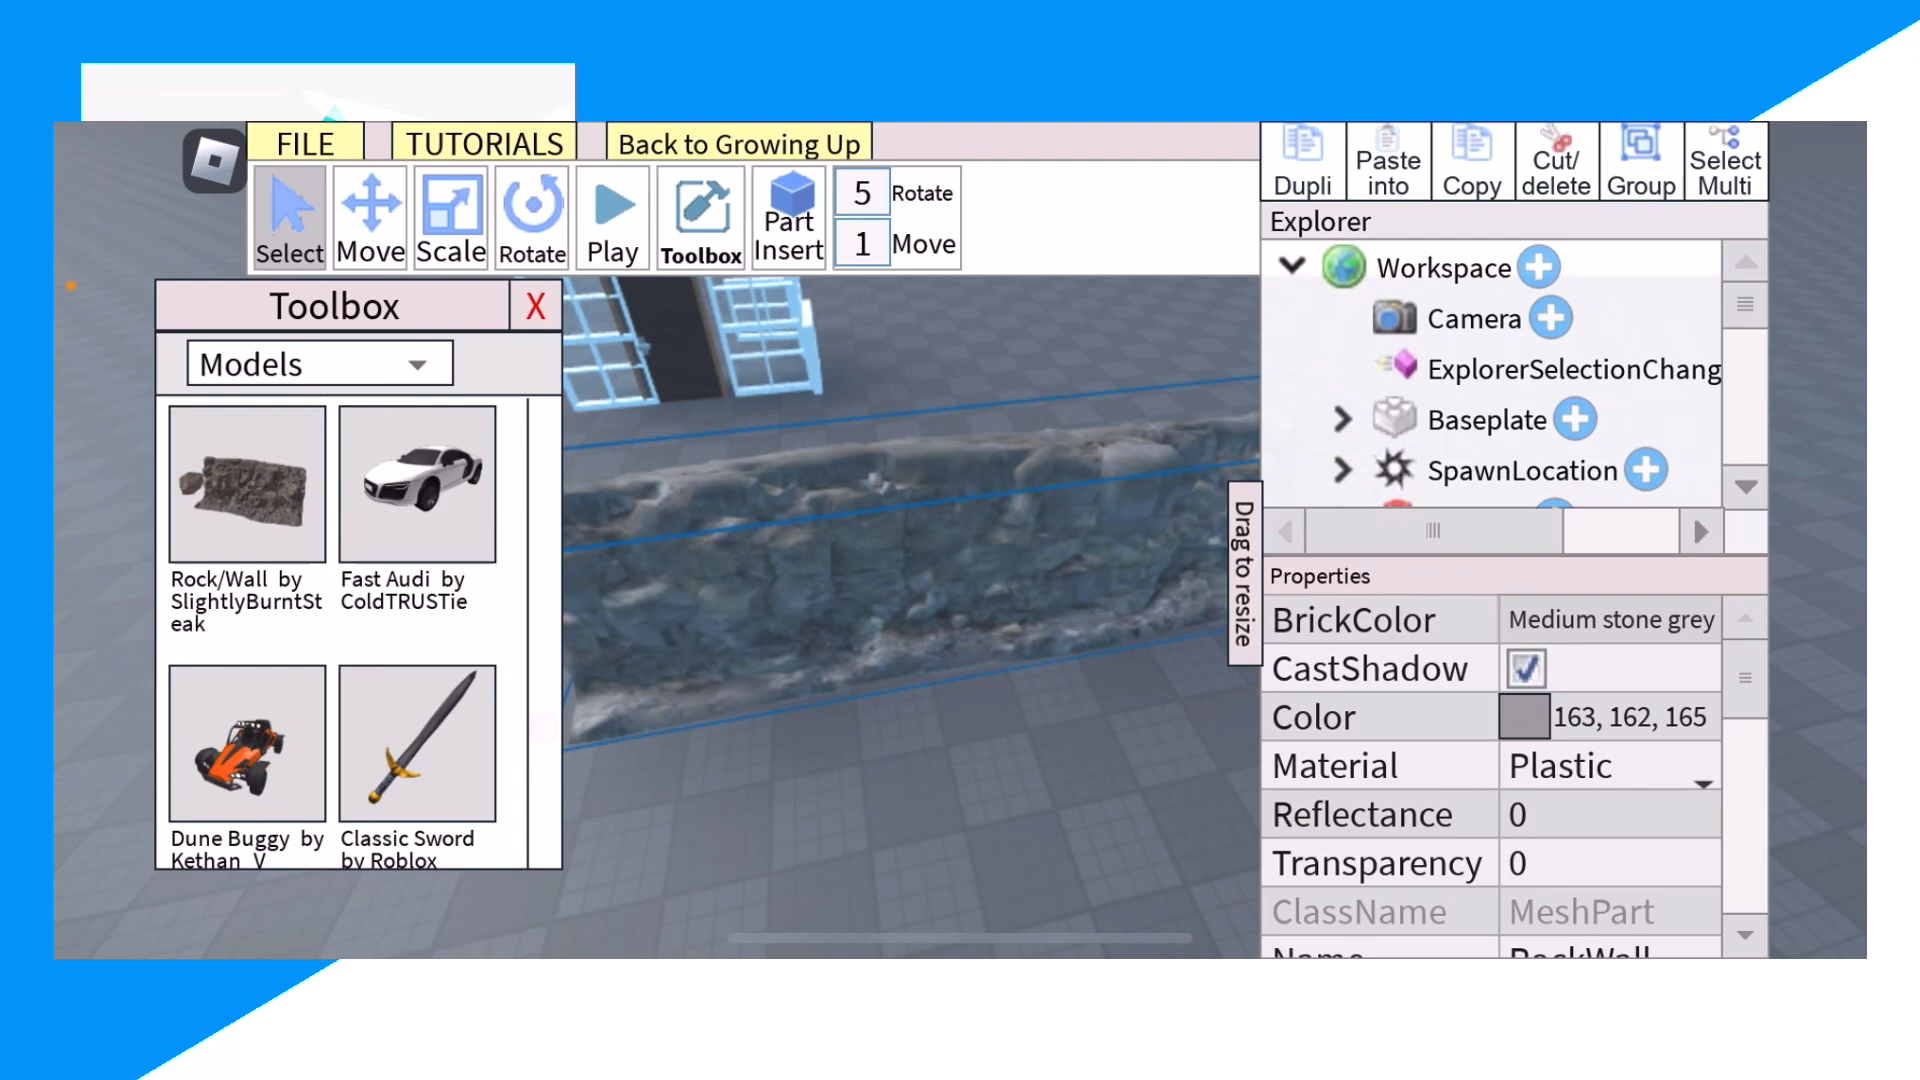 FILE
TUTORIALS
Back to Growing Up
Select
Move
Scale
Rotate
Play
Toolbox
Part
Insert
5 Rotate
1 Move
Dupli
Paste
into
Copy
Cut/
delete
Group
Select
Multi
Toolbox X
Models
Rock/Wall by
SlightlyBurntSt
eak
Fast Audi by
ColdTRUSTie
Dune Buggy by
Kethan_V
Classic Sword
by Roblox
Drag to resize
Explorer
Workspace
Camera
ExplorerSelectionChang
Baseplate
SpawnLocation
Properties
BrickColor Medium stone grey
CastShadow
Color 163, 162, 165
Material Plastic
Reflectance 0
Transparency 0
ClassName MeshPart
Name RockWall